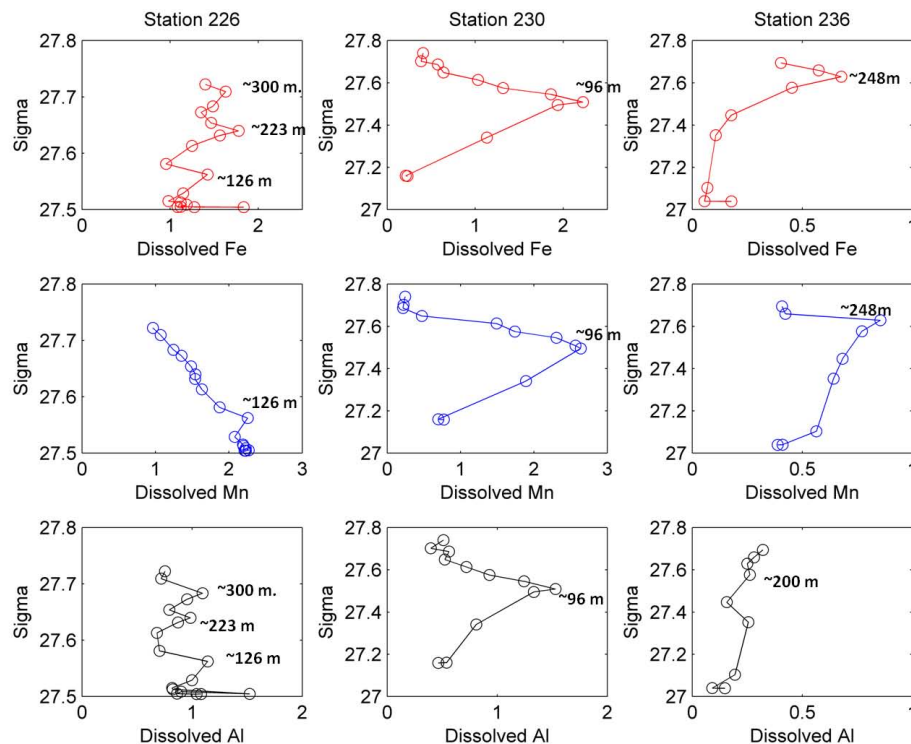 Station 226
Station 230
Station 236
27.8
27.7
27.6
27.5
Sigma
~300 m.
~223 m
~126 m
0
1
2
Dissolved Fe
27.8
27.6
27.4
27.2
27
Sigma
~96 m
0
1
2
3
Dissolved Fe
27.8
27.6
27.4
27.2
27
Sigma
~248m
0
0.5
1
Dissolved Fe
27.8
27.7
27.6
27.5
Sigma
~126 m
0
1
2
3
Dissolved Mn
27.8
27.6
27.4
27.2
27
Sigma
~96 m
0
1
2
3
Dissolved Mn
27.8
27.6
27.4
27.2
27
Sigma
~248m
0
0.5
1
Dissolved Mn
27.8
27.7
27.6
27.5
Sigma
~300 m.
~223 m
~126 m
0
1
2
Dissolved Al
27.8
27.6
27.4
27.2
27
Sigma
~96 m
0
0.5
1
1.5
2
Dissolved Al
27.8
27.6
27.4
27.2
27
Sigma
~200 m
0
0.5
1
Dissolved Al